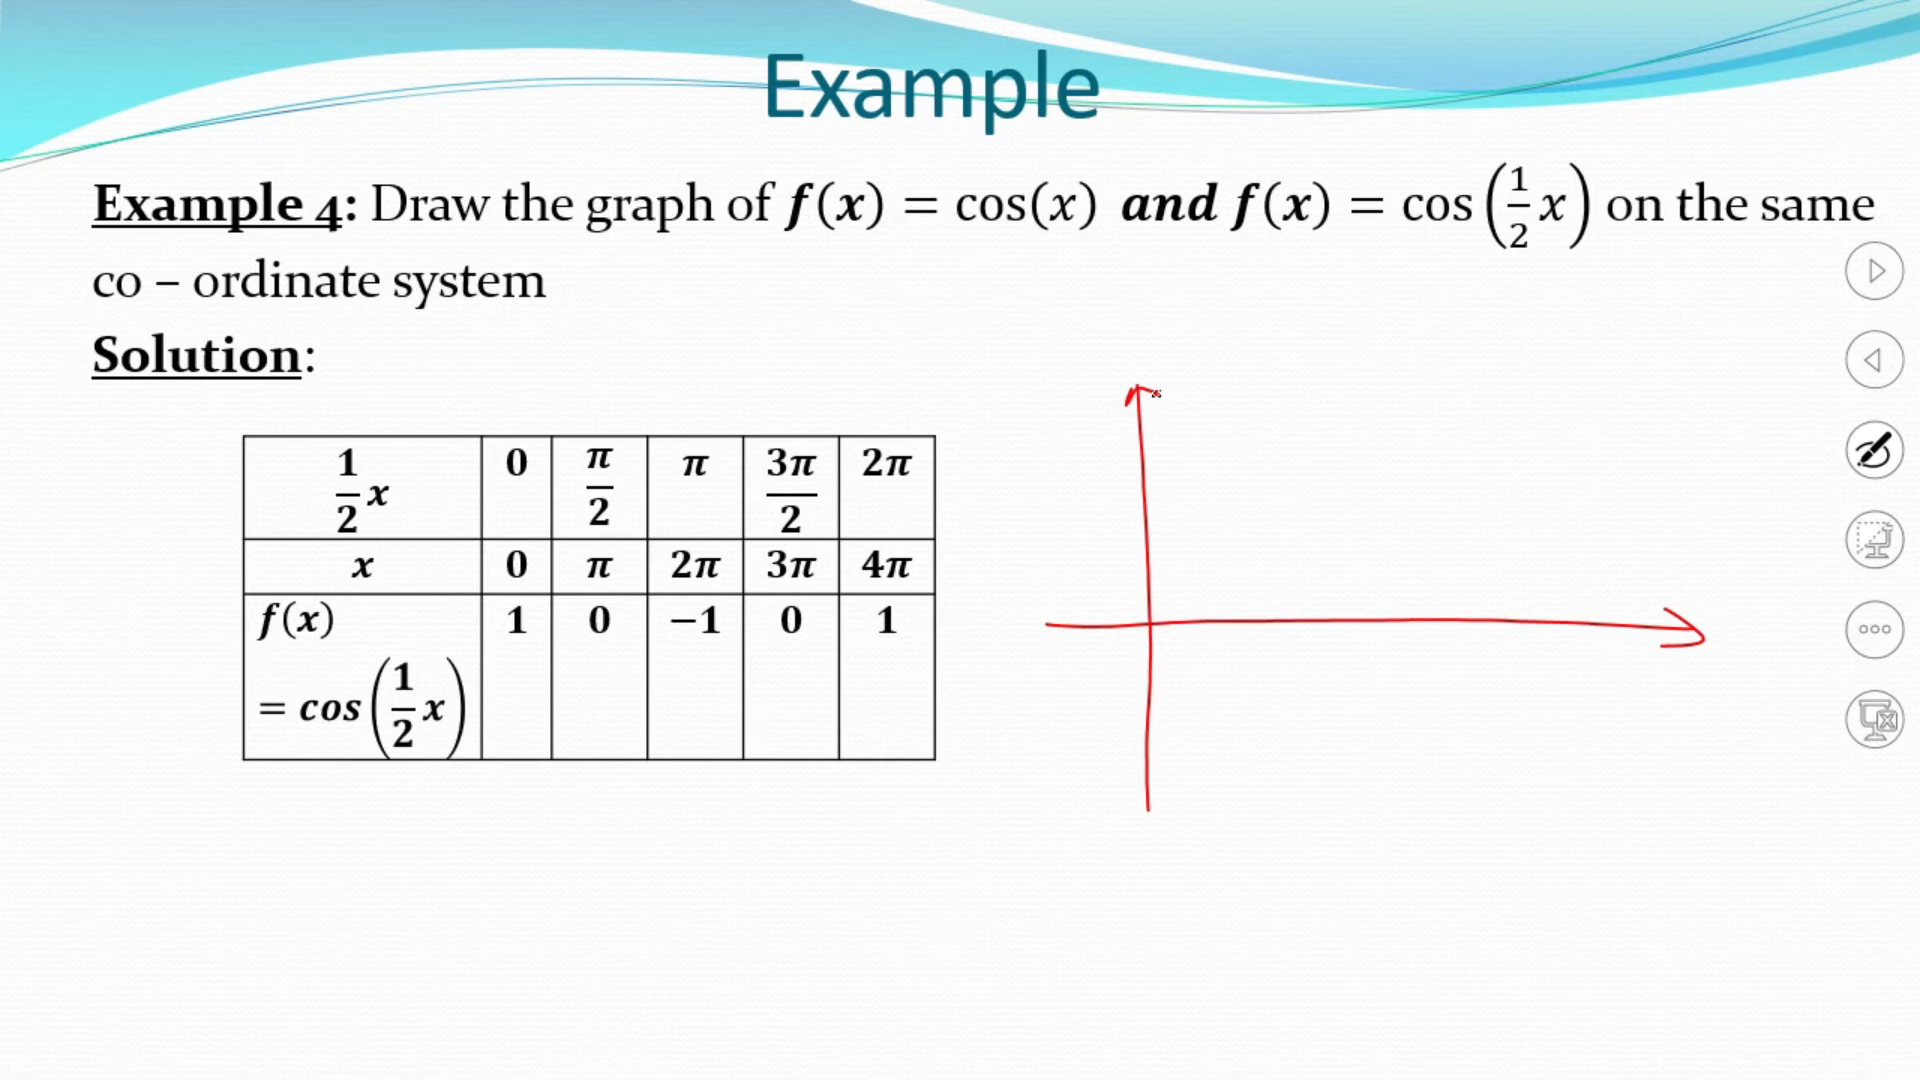 Example
Example 4: Draw the graph of f(x) = cos(x) and f(x) = cos(1/2 x) on the same
co – ordinate system
Solution:
1/2 x 0 π/2 π 3π/2 2π
x 0 π 2π 3π 4π
f(x) 1 0 −1 0 1
= cos(1/2 x)